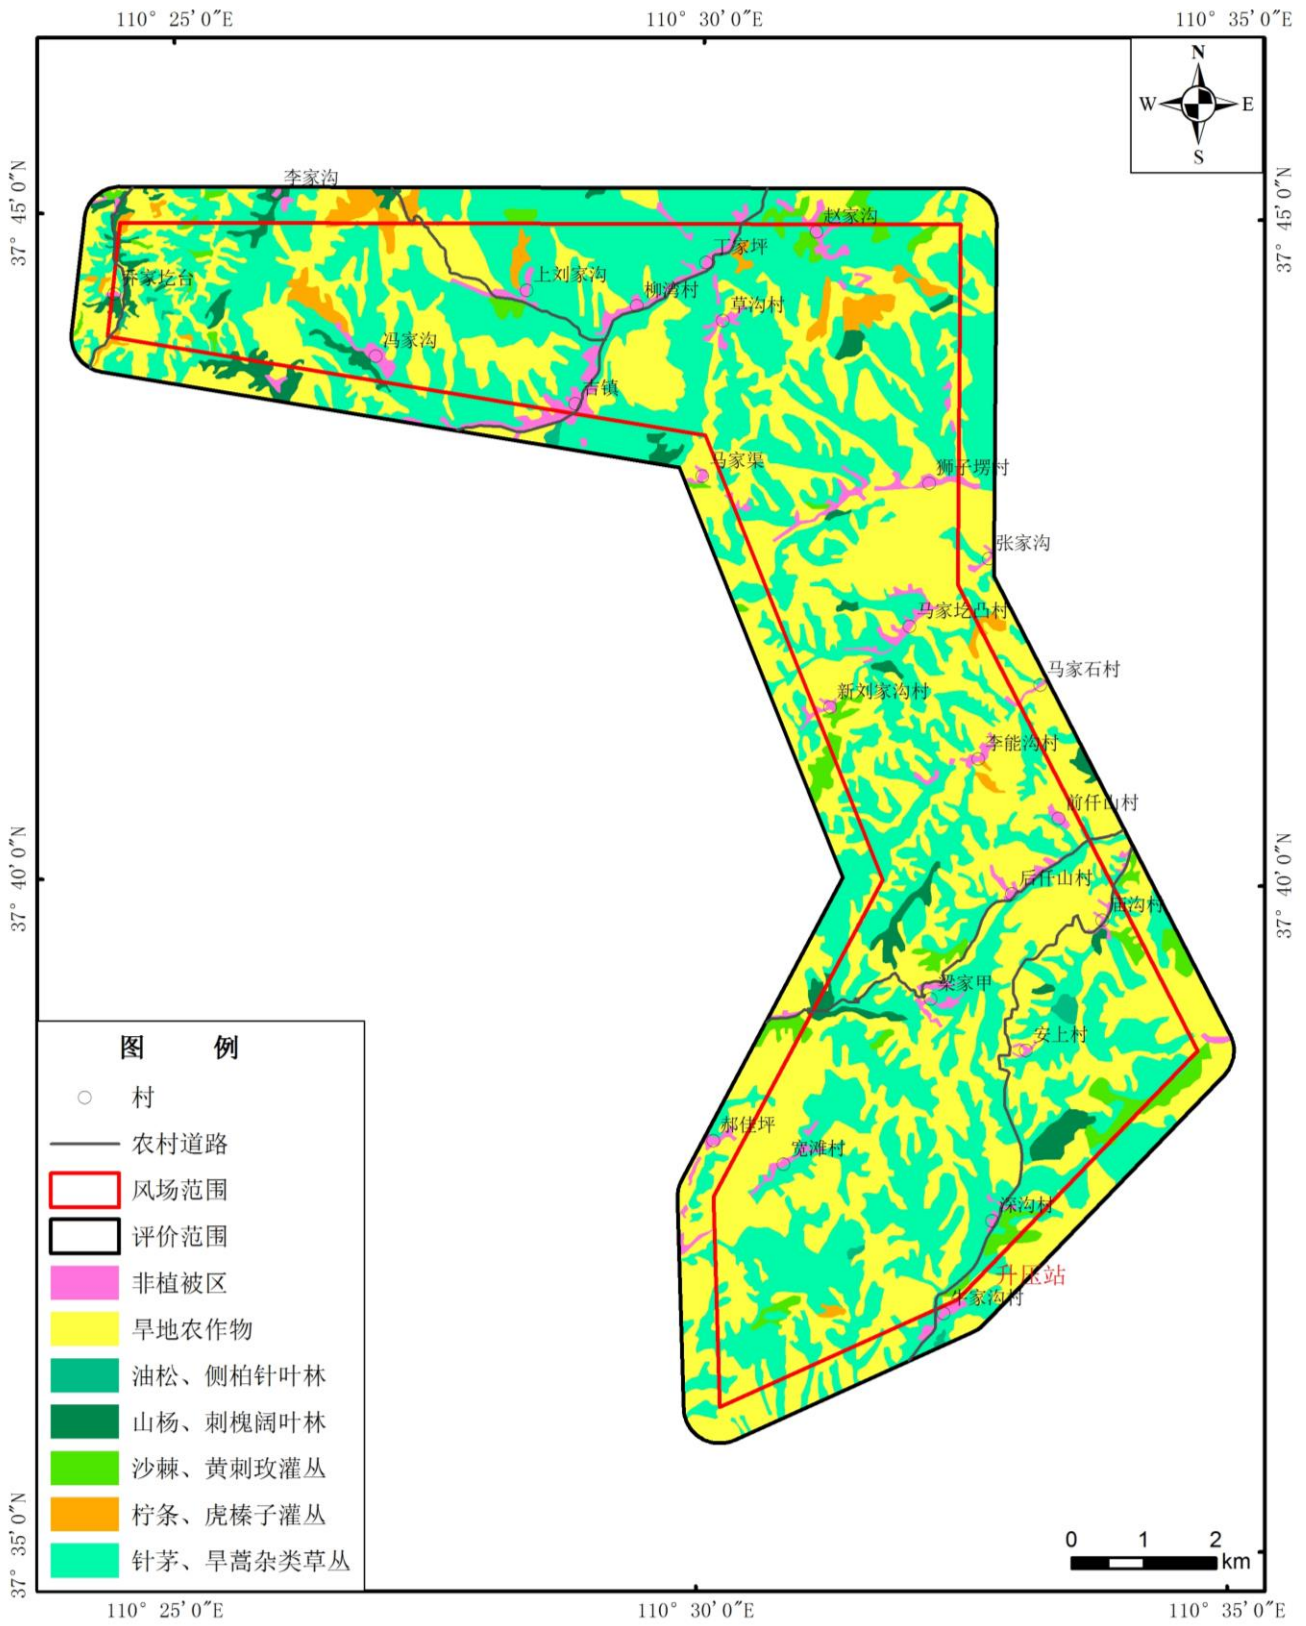 110° 25′0″E
110° 30′0″E
110° 35′0″E
N
W
E
S
37° 45′0″N
37° 45′0″N
李家沟
赵家沟
丁家坪
乔家圪台
上刘家沟
柳湾村
草沟村
冯家沟
吉镇
马家渠
狮子塄村
张家沟
马家圪凸村
马家石村
新刘家沟村
李能沟村
前仟山村
37° 40′0″N
37° 40′0″N
后仟山村
庙沟村
梁家甲
安上村
郝佳坪
宽滩村
深沟村
升压站
牛家沟村
图 例
村
农村道路
风场范围
评价范围
非植被区
旱地农作物
油松、侧柏针叶林
山杨、刺槐阔叶林
沙棘、黄刺玫灌丛
柠条、虎榛子灌丛
针茅、旱蒿杂类草丛
37° 35′0″N
0 1 2
km
110° 25′0″E
110° 30′0″E
110° 35′0″E